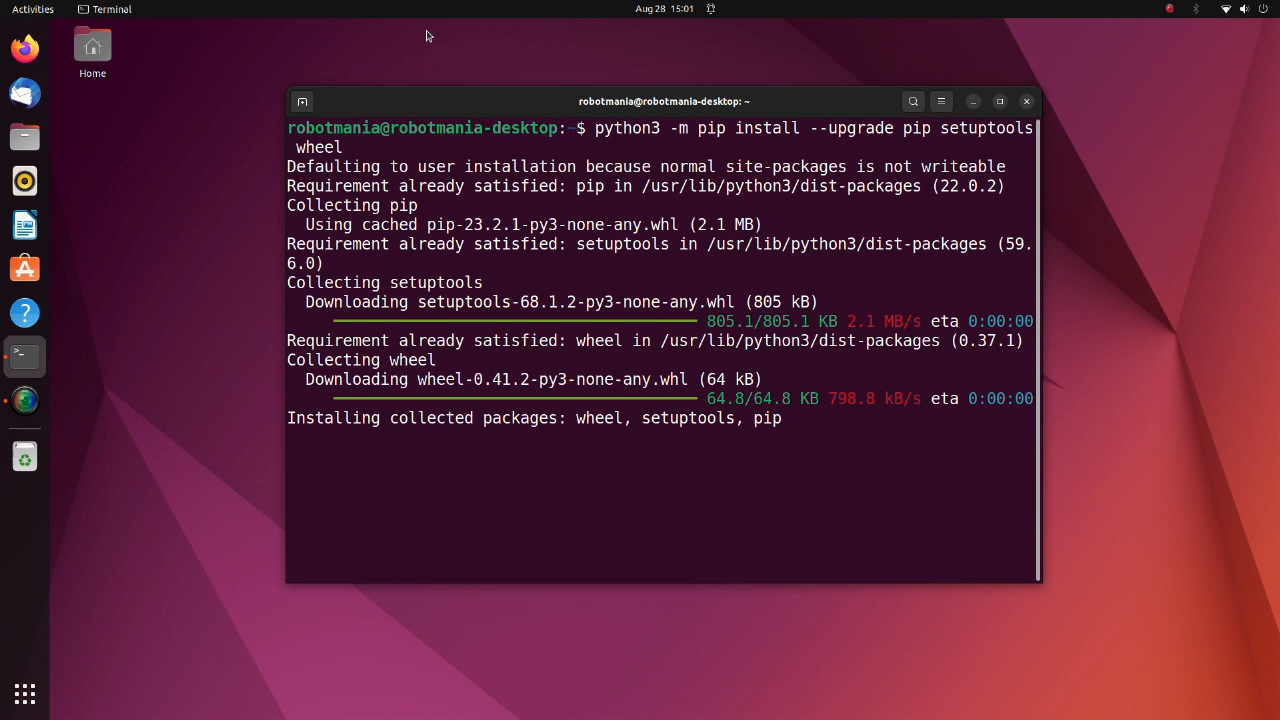 Activities
Terminal
Aug 28 15:01
Home
robotmania@robotmania-desktop: ~
robotmania@robotmania-desktop:~$ python3 -m pip install --upgrade pip setuptools
wheel
Defaulting to user installation because normal site-packages is not writeable
Requirement already satisfied: pip in /usr/lib/python3/dist-packages (22.0.2)
Collecting pip
Using cached pip-23.2.1-py3-none-any.whl (2.1 MB)
Requirement already satisfied: setuptools in /usr/lib/python3/dist-packages (59.
6.0)
Collecting setuptools
Downloading setuptools-68.1.2-py3-none-any.whl (805 kB)
805.1/805.1 KB 2.1 MB/s eta 0:00:00
Requirement already satisfied: wheel in /usr/lib/python3/dist-packages (0.37.1)
Collecting wheel
Downloading wheel-0.41.2-py3-none-any.whl (64 kB)
64.8/64.8 KB 798.8 kB/s eta 0:00:00
Installing collected packages: wheel, setuptools, pip